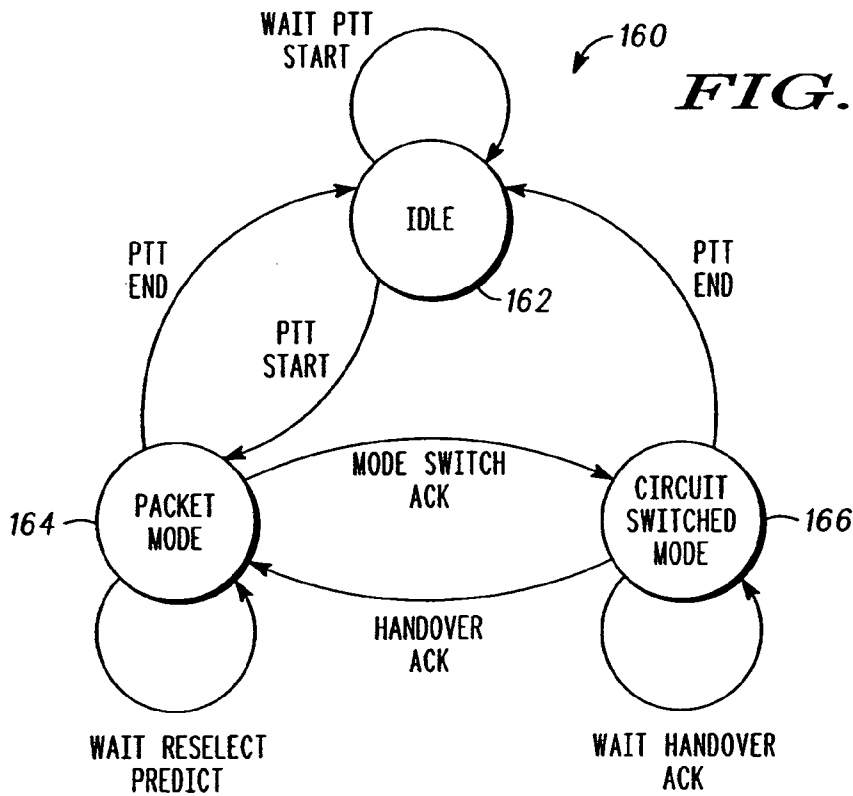 WAIT PTT
START
160
FIG.
IDLE
162
PTT
END
PTT
END
PTT
START
MODE SWITCH
ACK
PACKET
MODE
164
CIRCUIT
SWITCHED
MODE
166
HANDOVER
ACK
WAIT RESELECT
PREDICT
WAIT HANDOVER
ACK